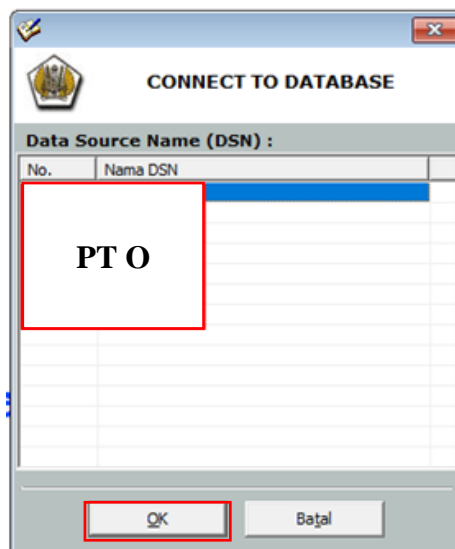 CONNECT TO DATABASE
Data Source Name (DSN) :
No. Nama DSN
PT O
OK Batal